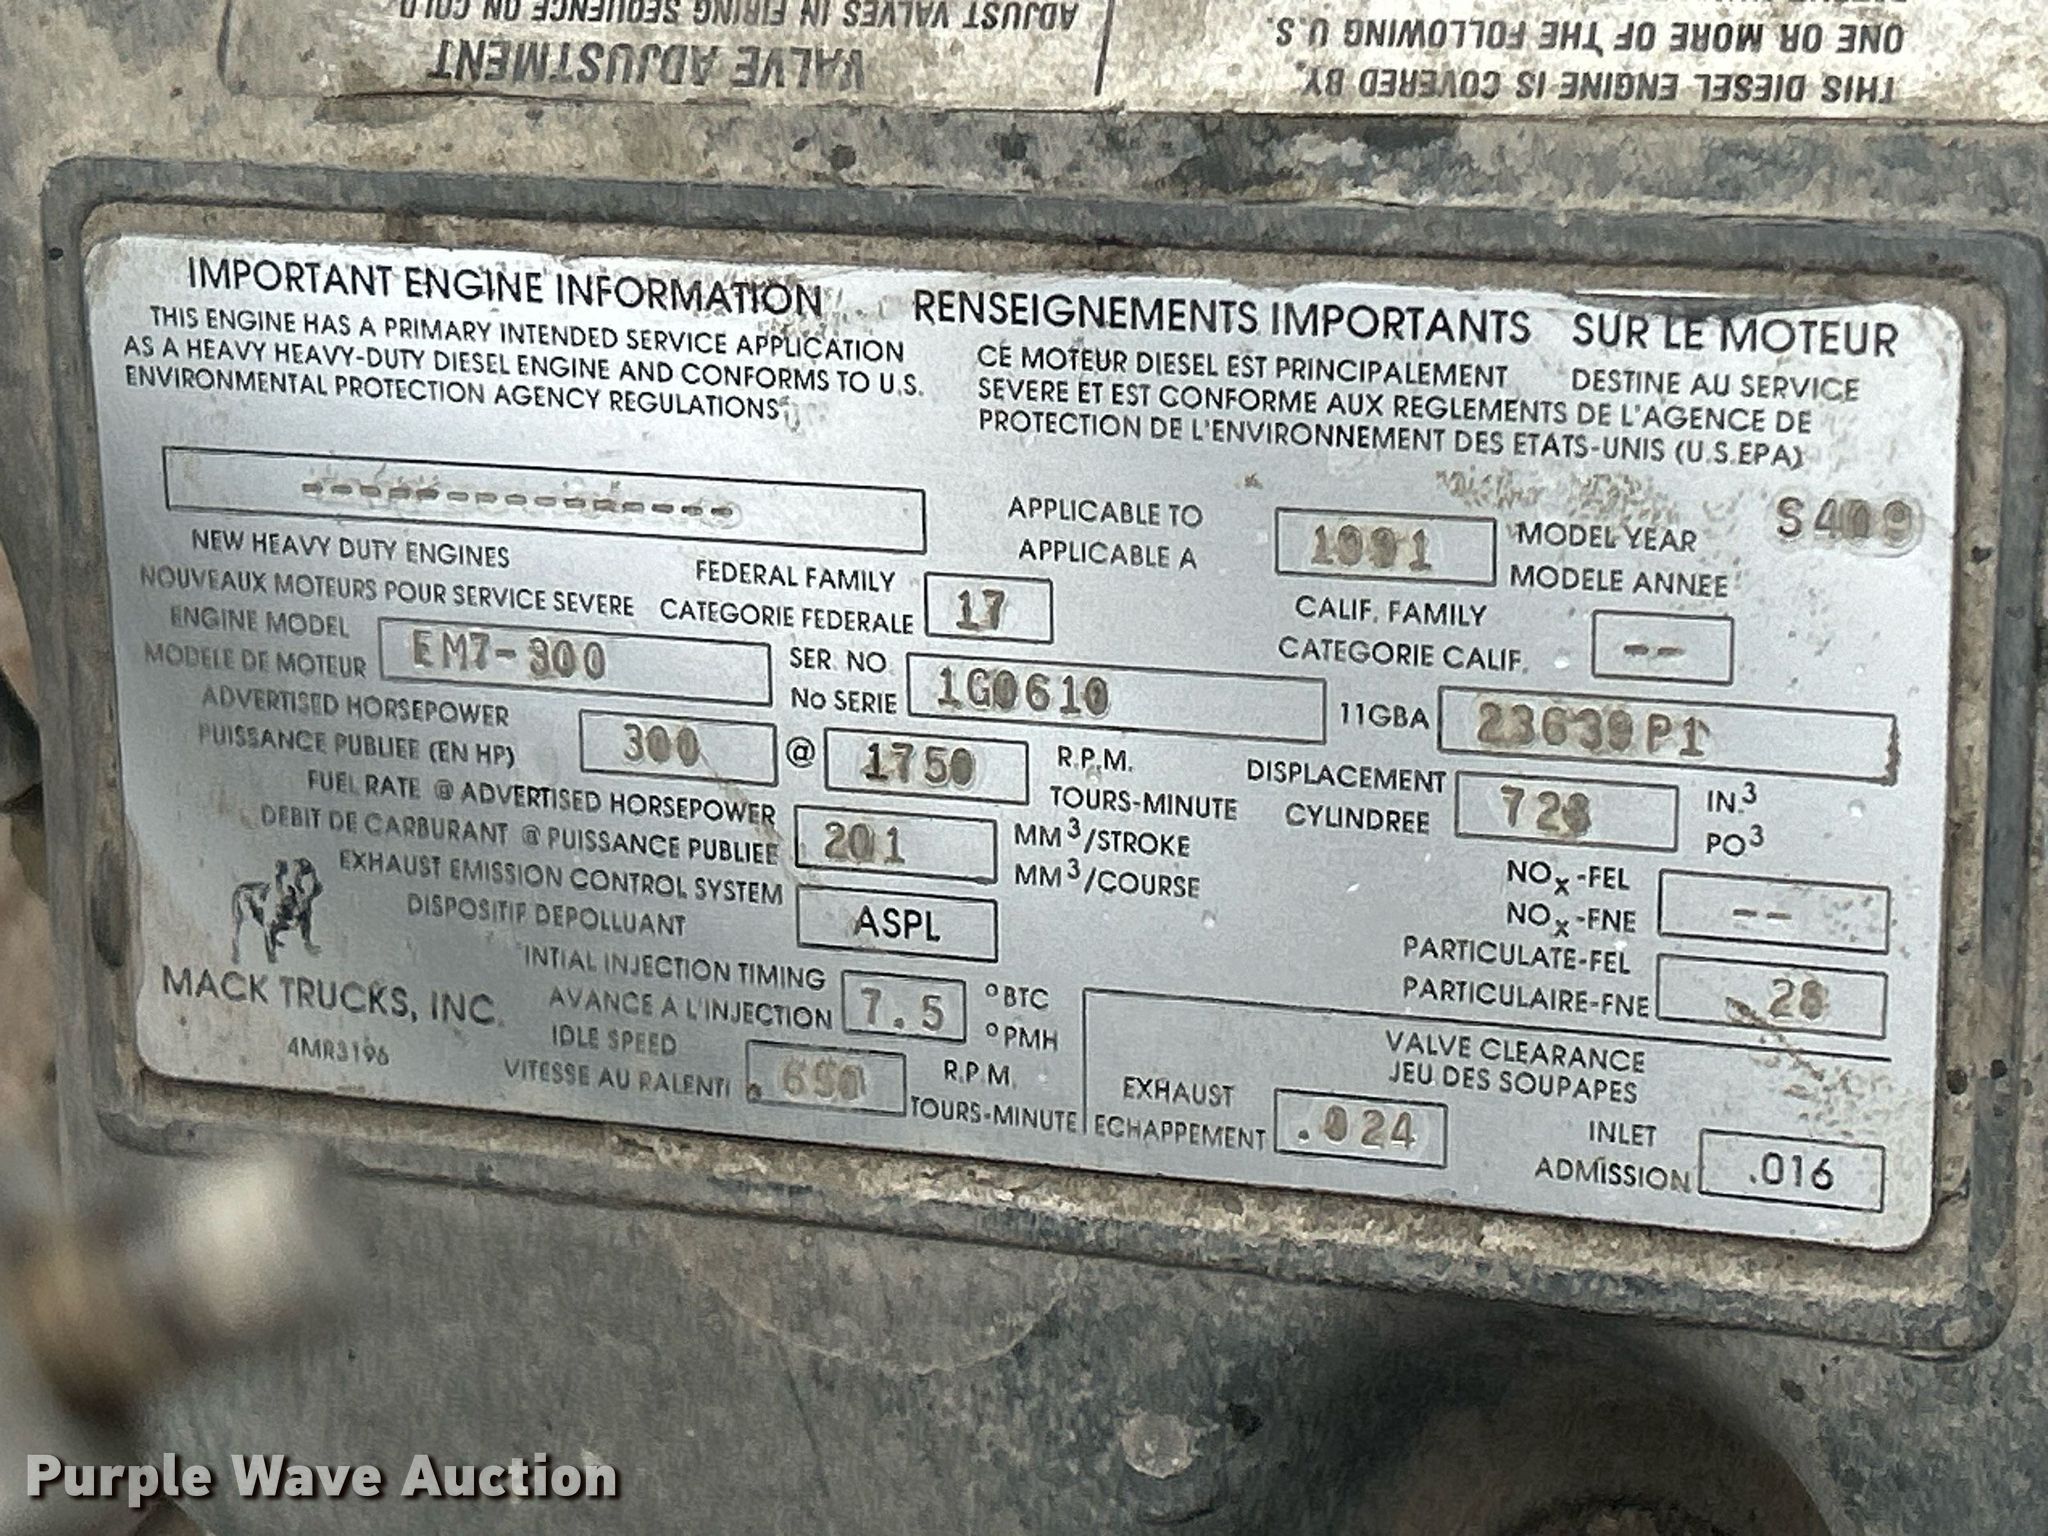 ADJUST VALVES IN FIRING SEQUENCE ON COLD
VALVE ADJUSTMENT
ONE OR MORE OF THE FOLLOWING U.S.
THIS DIESEL ENGINE IS COVERED BY
IMPORTANT ENGINE INFORMATION
THIS ENGINE HAS A PRIMARY INTENDED SERVICE APPLICATION
AS A HEAVY HEAVY-DUTY DIESEL ENGINE AND CONFORMS TO U.S.
ENVIRONMENTAL PROTECTION AGENCY REGULATIONS
RENSEIGNEMENTS IMPORTANTS SUR LE MOTEUR
CE MOTEUR DIESEL EST PRINCIPALEMENT DESTINE AU SERVICE
SEVERE ET EST CONFORME AUX REGLEMENTS DE L'AGENCE DE
PROTECTION DE L'ENVIRONNEMENT DES ETATS-UNIS (U.S.EPA)
---------------
NEW HEAVY DUTY ENGINES
NOUVEAUX MOTEURS POUR SERVICE SEVERE
APPLICABLE TO
APPLICABLE A
1991
MODEL YEAR
MODELE ANNEE
S409
FEDERAL FAMILY
CATEGORIE FEDERALE
17
CALIF. FAMILY
CATEGORIE CALIF.
--
ENGINE MODEL
MODELE DE MOTEUR
EM7-300
SER. NO
No SERIE
1G0610
11GBA
23639P1
ADVERTISED HORSEPOWER
PUISSANCE PUBLIEE (EN HP)
300
@
1750
R.P.M.
TOURS-MINUTE
DISPLACEMENT
CYLINDREE
728
IN.3
PO3
FUEL RATE @ ADVERTISED HORSEPOWER
DEBIT DE CARBURANT @ PUISSANCE PUBLIEE
201
MM3/STROKE
MM3/COURSE
NOx-FEL
NOx-FNE
--
EXHAUST EMISSION CONTROL SYSTEM
DISPOSITIF DEPOLLUANT
ASPL
PARTICULATE-FEL
PARTICULAIRE-FNE
.28
INTIAL INJECTION TIMING
AVANCE A L'INJECTION
7.5
°BTC
°PMH
MACK TRUCKS, INC.
4MR3196
IDLE SPEED
VITESSE AU RALENTI
650
R.P.M.
TOURS-MINUTE
VALVE CLEARANCE
JEU DES SOUPAPES
EXHAUST
ECHAPPEMENT
.024
INLET
ADMISSION
.016
Purple Wave Auction